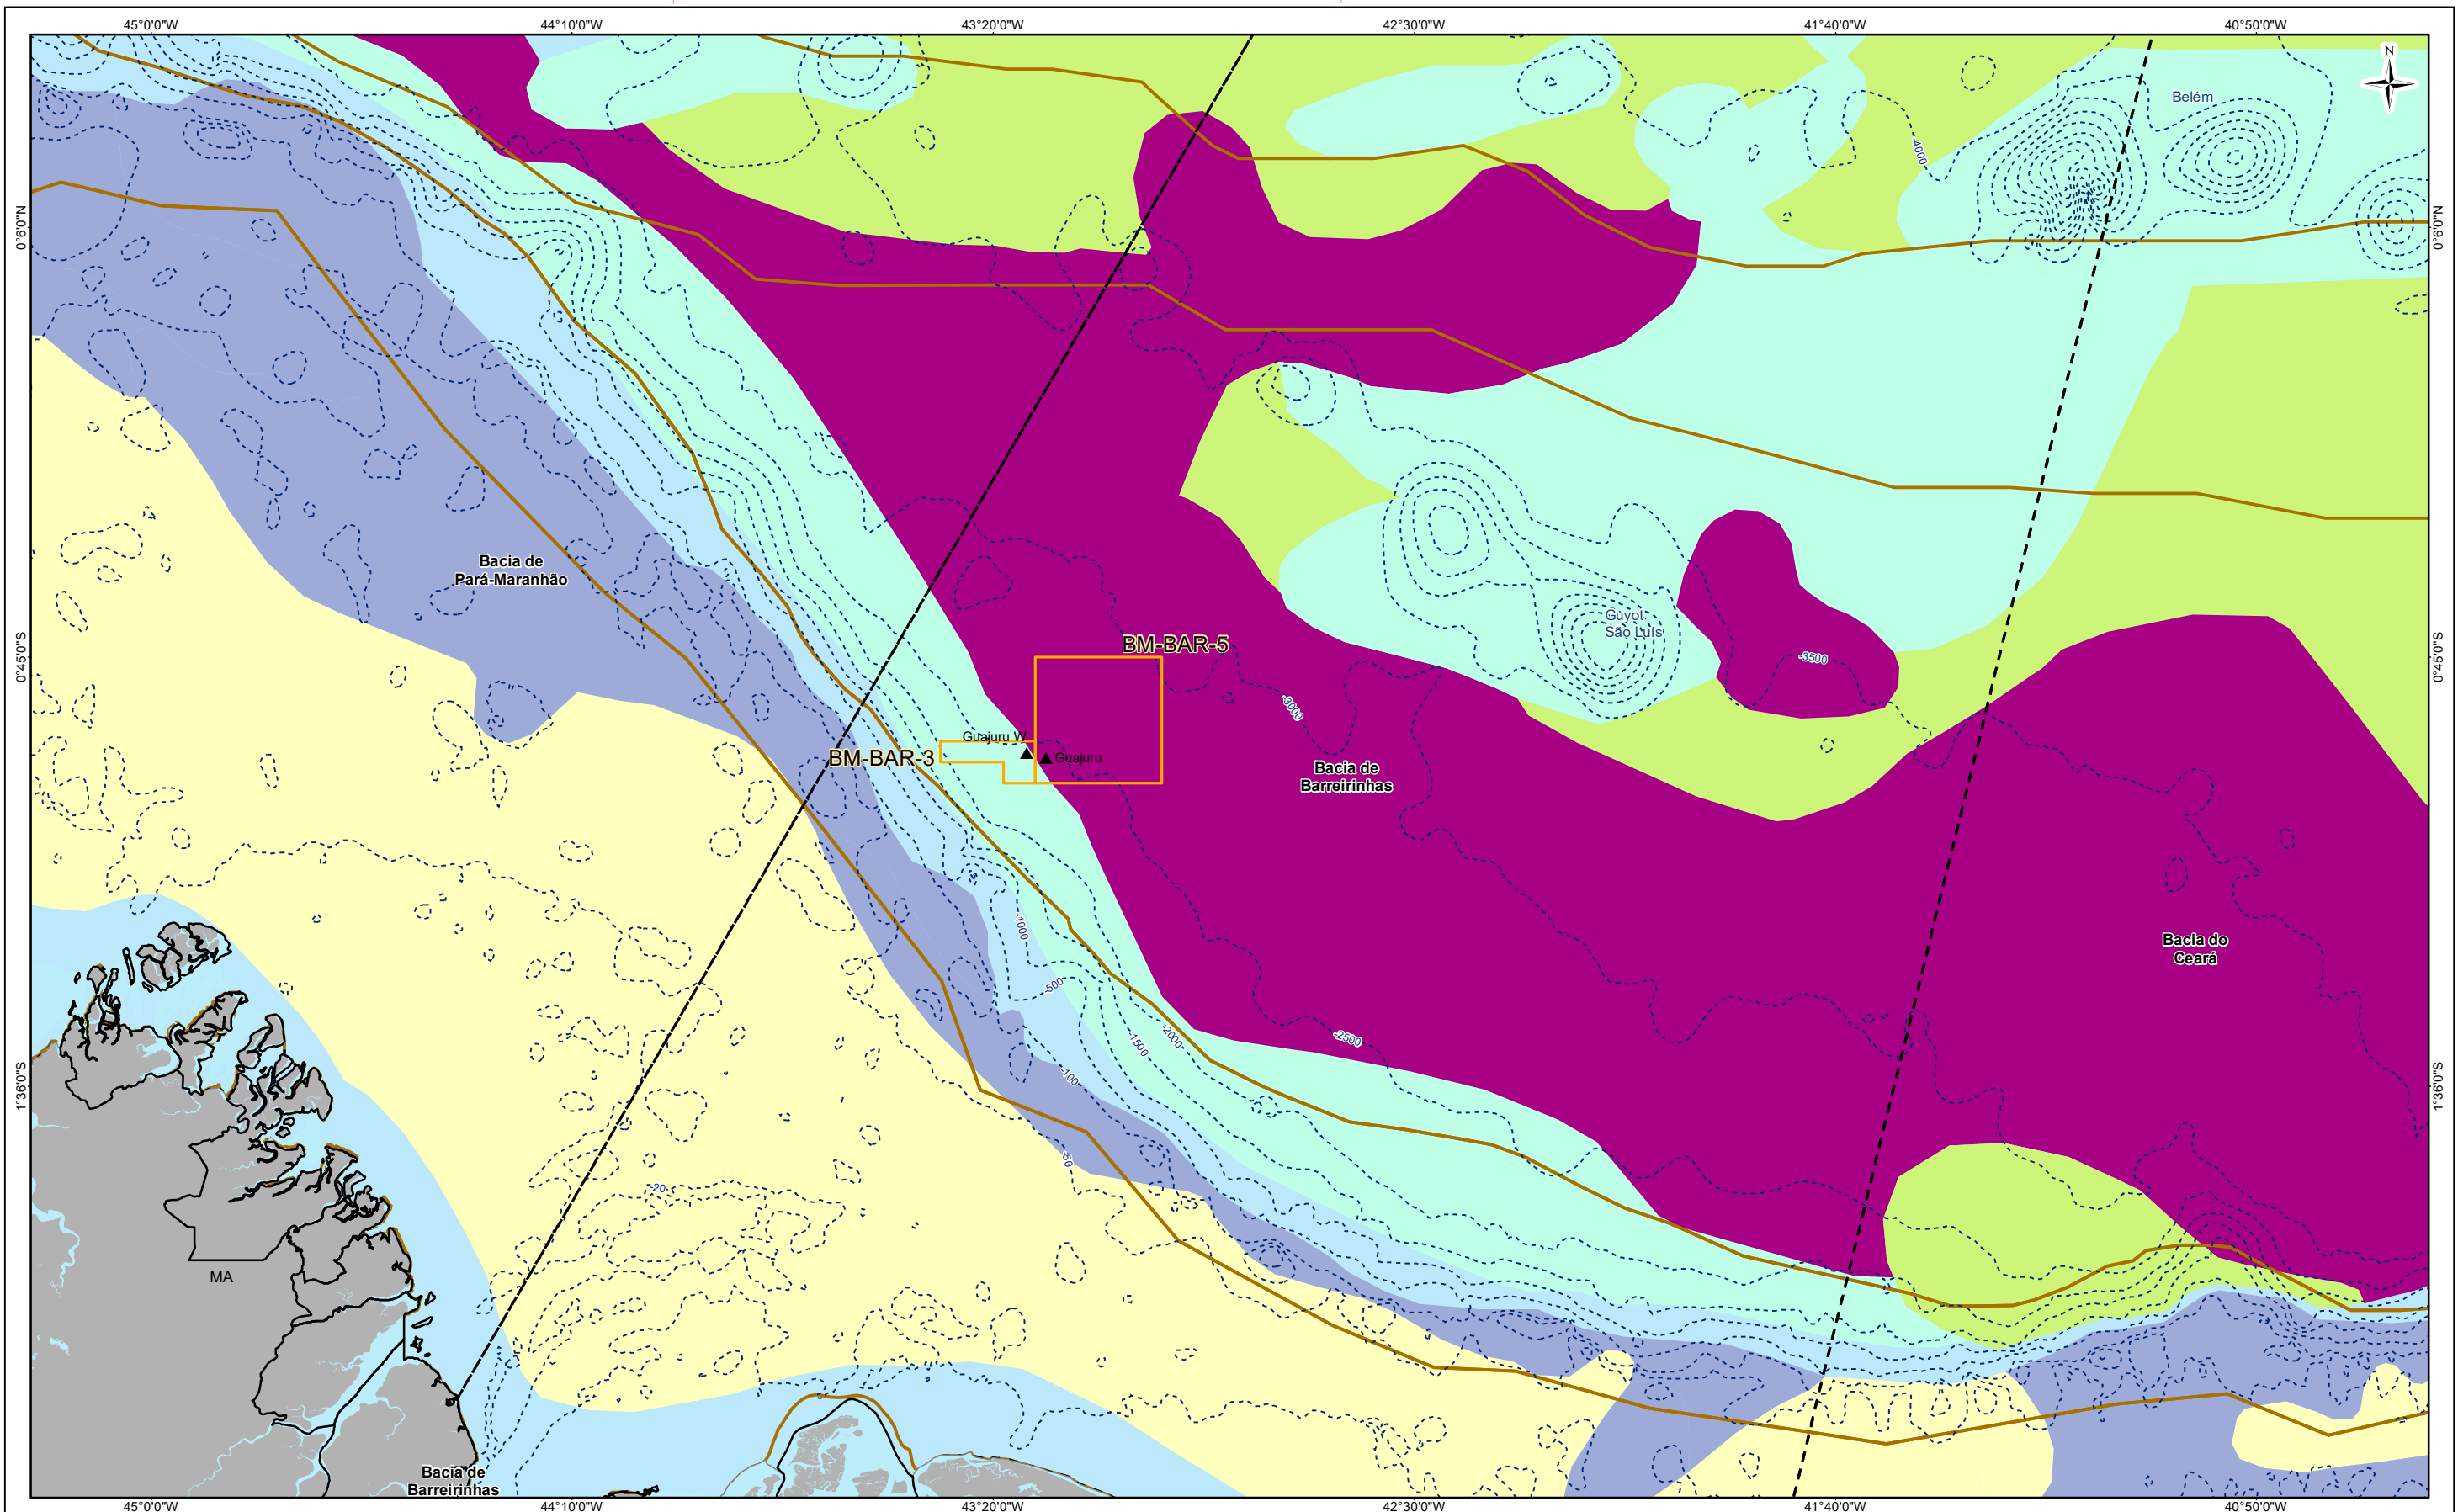 45°0'0"W
44°10'0"W
43°20'0"W
42°30'0"W
41°40'0"W
40°50'0"W
N
Belém
-4000
0°6'0"N
0°6'0"N
Bacia de
Pará-Maranhão
Guyot
São Luís
BM-BAR-5
-3500
0°45'0"S
0°45'0"S
-3000
Guajuru W
BM-BAR-3
Guajuru
Bacia de
Barreirinhas
-1000
Bacia do
Ceará
-500
-2000
-1500
-2500
-100
1°36'0"S
1°36'0"S
-50
-20
MA
Bacia de
Barreirinhas
45°0'0"W
44°10'0"W
43°20'0"W
42°30'0"W
41°40'0"W
40°50'0"W